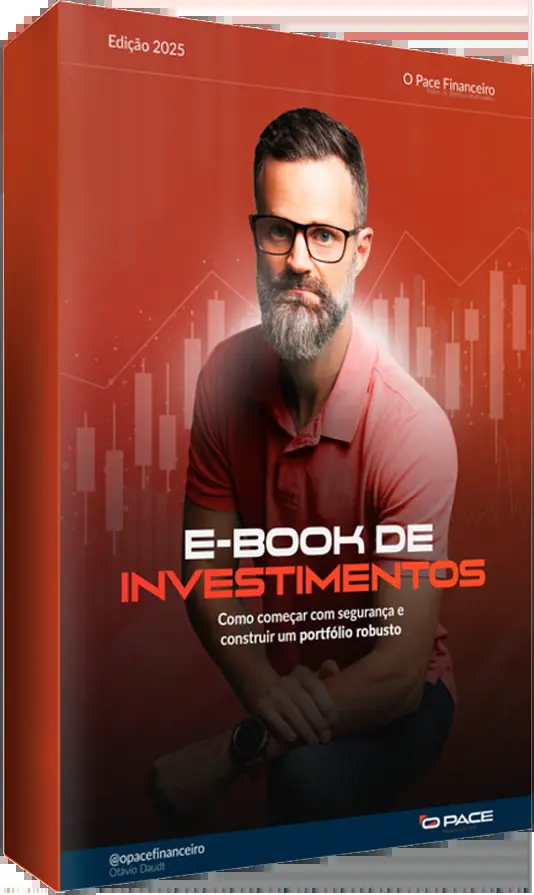 Edição 2025
O Pace Financeiro
E-BOOK DE
INVESTIMENTOS
Como começar com segurança e
construir um portfólio robusto
O PACE
@opacefinanceiro
Otávio Daudt